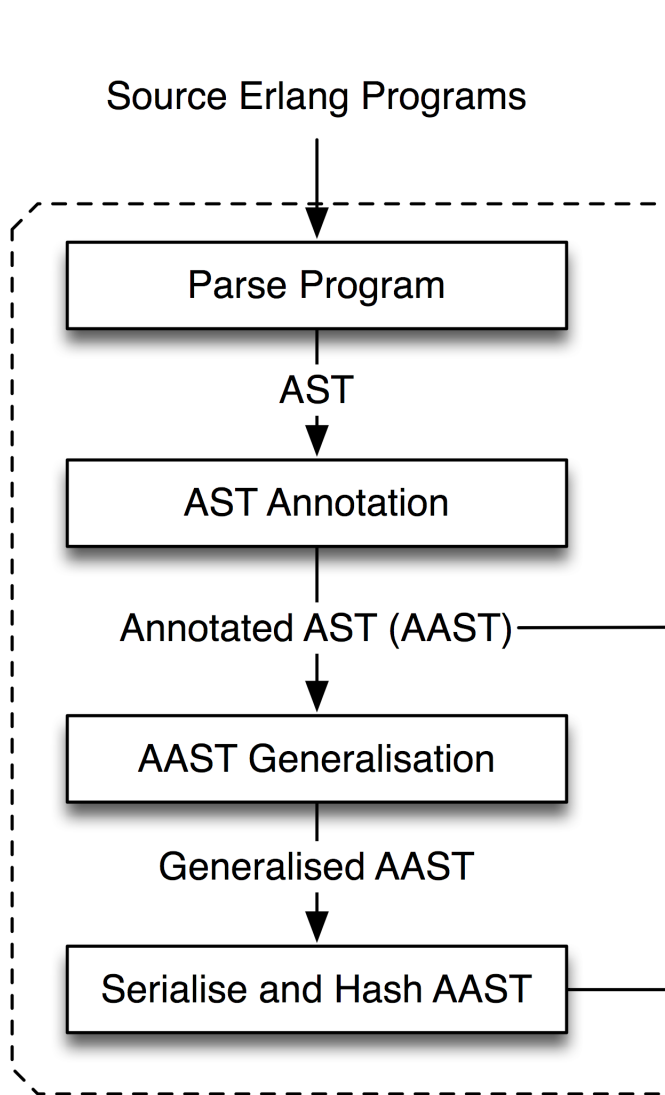 Source Erlang Programs
Parse Program
AST
AST Annotation
Annotated AST (AAST)
AAST Generalisation
Generalised AAST
Serialise and Hash AAST